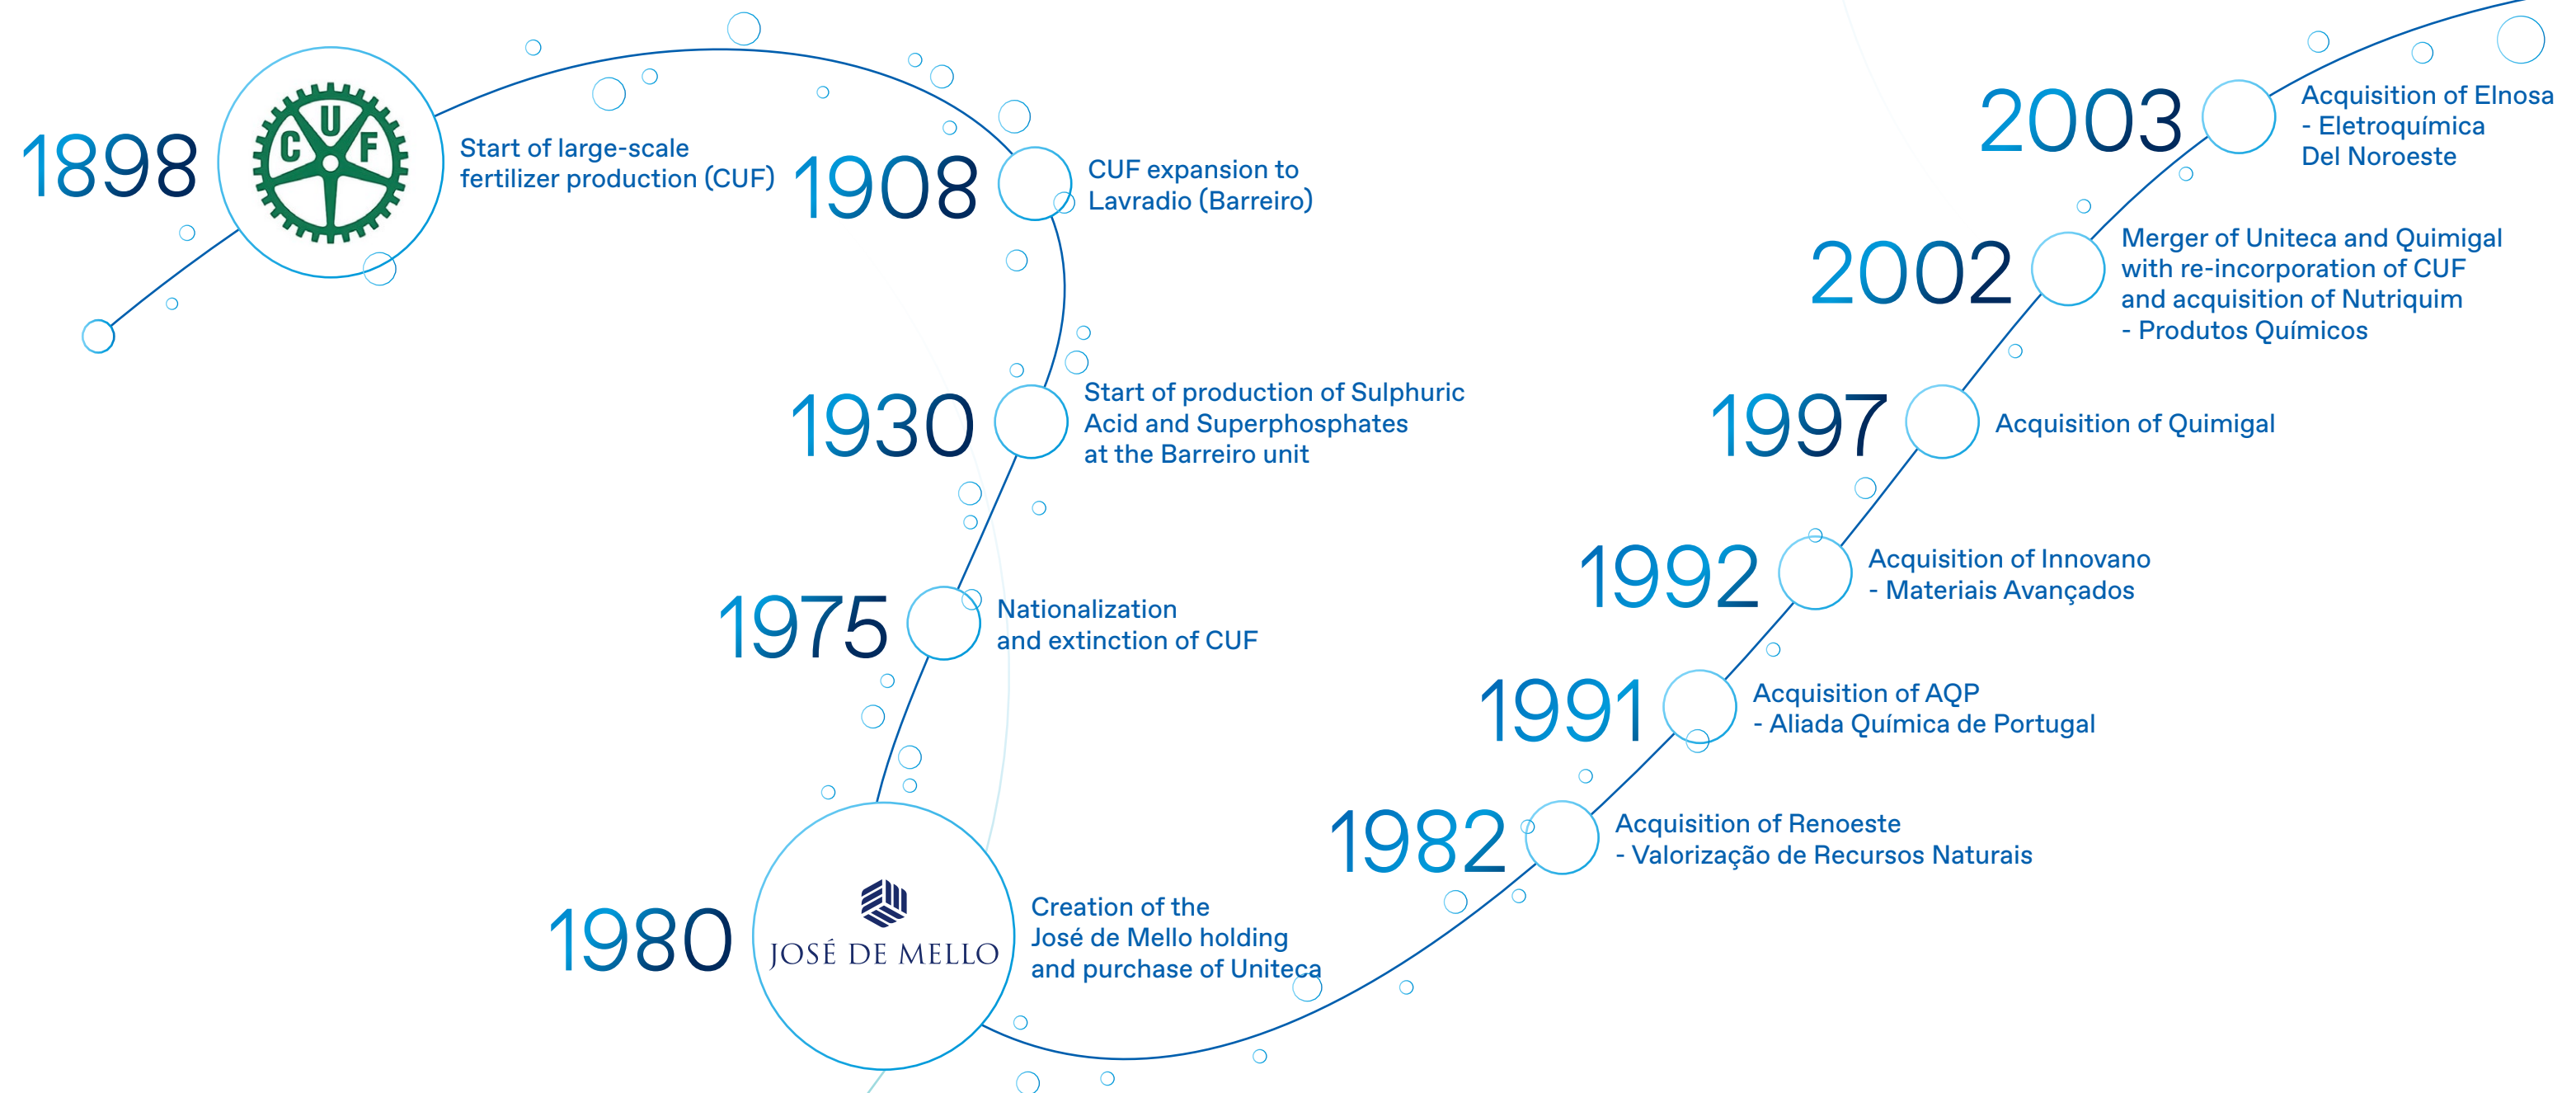 1898
CUF
Start of large-scale
fertilizer production (CUF)
1908
CUF expansion to
Lavradio (Barreiro)
1930
Start of production of Sulphuric
Acid and Superphosphates
at the Barreiro unit
1975
Nationalization
and extinction of CUF
1980
JOSÉ DE MELLO
Creation of the
José de Mello holding
and purchase of Uniteca
1982
Acquisition of Renoeste
- Valorização de Recursos Naturais
1991
Acquisition of AQP
- Aliada Química de Portugal
1992
Acquisition of Innovano
- Materiais Avançados
1997
Acquisition of Quimigal
2002
Merger of Uniteca and Quimigal
with re-incorporation of CUF
and acquisition of Nutriquim
- Produtos Químicos
2003
Acquisition of Elnosa
- Eletroquímica
Del Noroeste